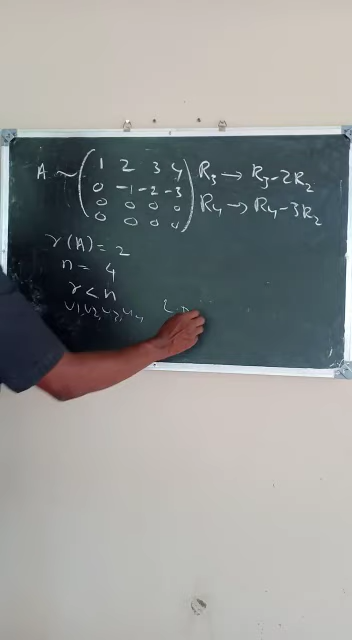 A ~ ( 1 2 3 4 ) R3 → R3 - 2R2
0 -1 -2 -3
0 0 0 0 R4 → R4 - 3R2
0 0 0 0
r(A) = 2
n = 4
r < n
v1, v2, v3, v4